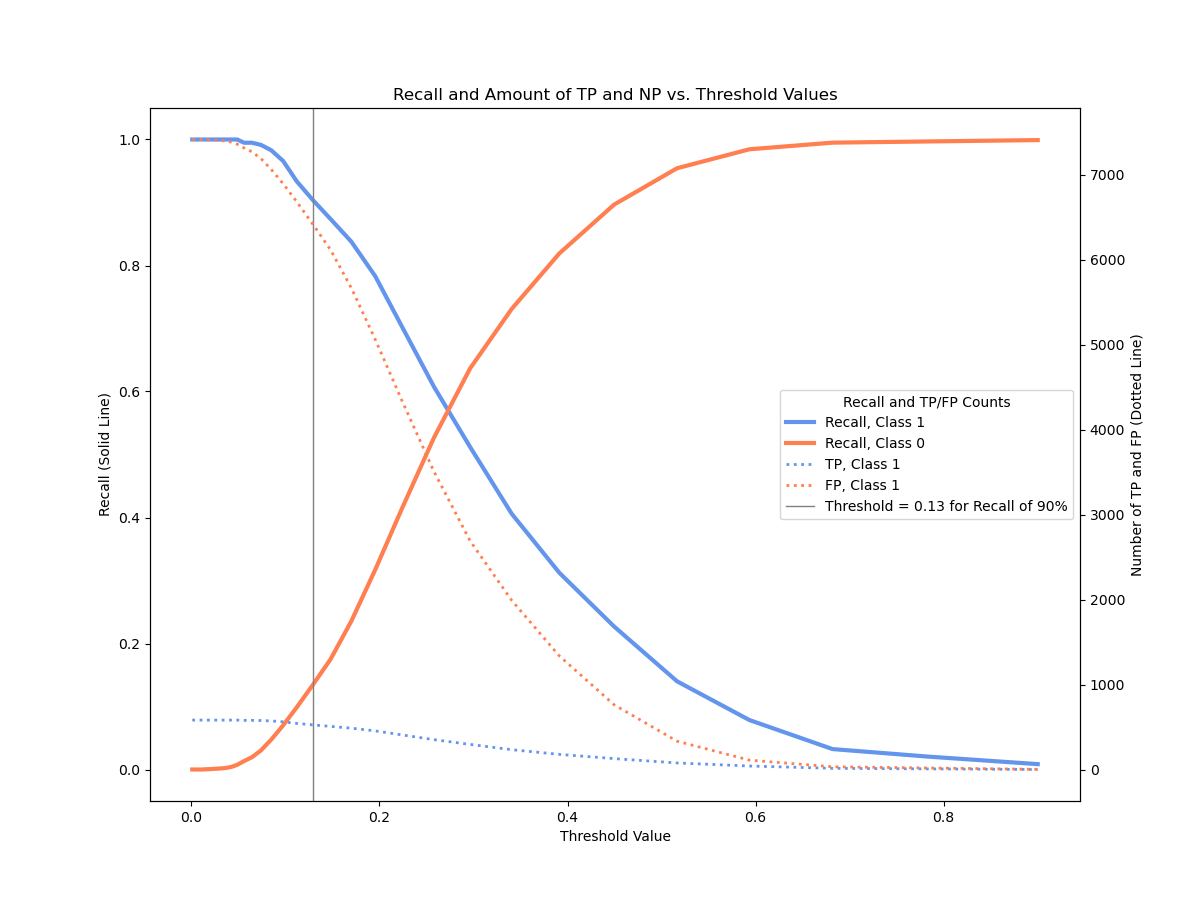 Recall and Amount of TP and NP vs. Threshold Values
1.0
0.8
0.6
0.4
0.2
0.0
Recall (Solid Line)
7000
6000
5000
4000
3000
2000
1000
0
Number of TP and FP (Dotted Line)
Recall and TP/FP Counts
Recall, Class 1
Recall, Class 0
TP, Class 1
FP, Class 1
Threshold = 0.13 for Recall of 90%
0.0
0.2
0.4
0.6
0.8
Threshold Value